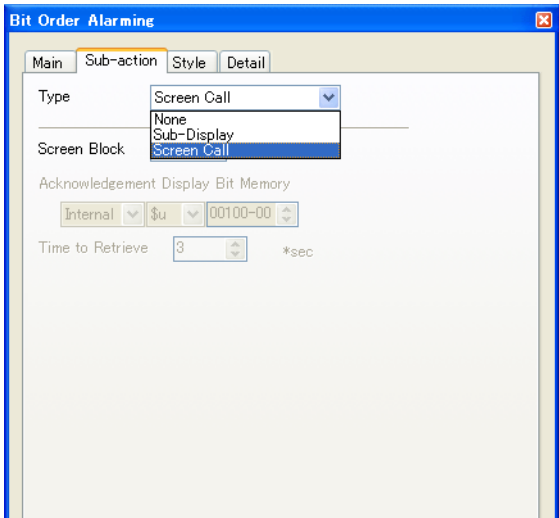 Bit Order Alarming
Main Sub-action Style Detail
Type Screen Call
None
Sub-Display
Screen Call
Screen Block
Acknowledgement Display Bit Memory
Internal $u 00100-00
Time to Retrieve 3 *sec